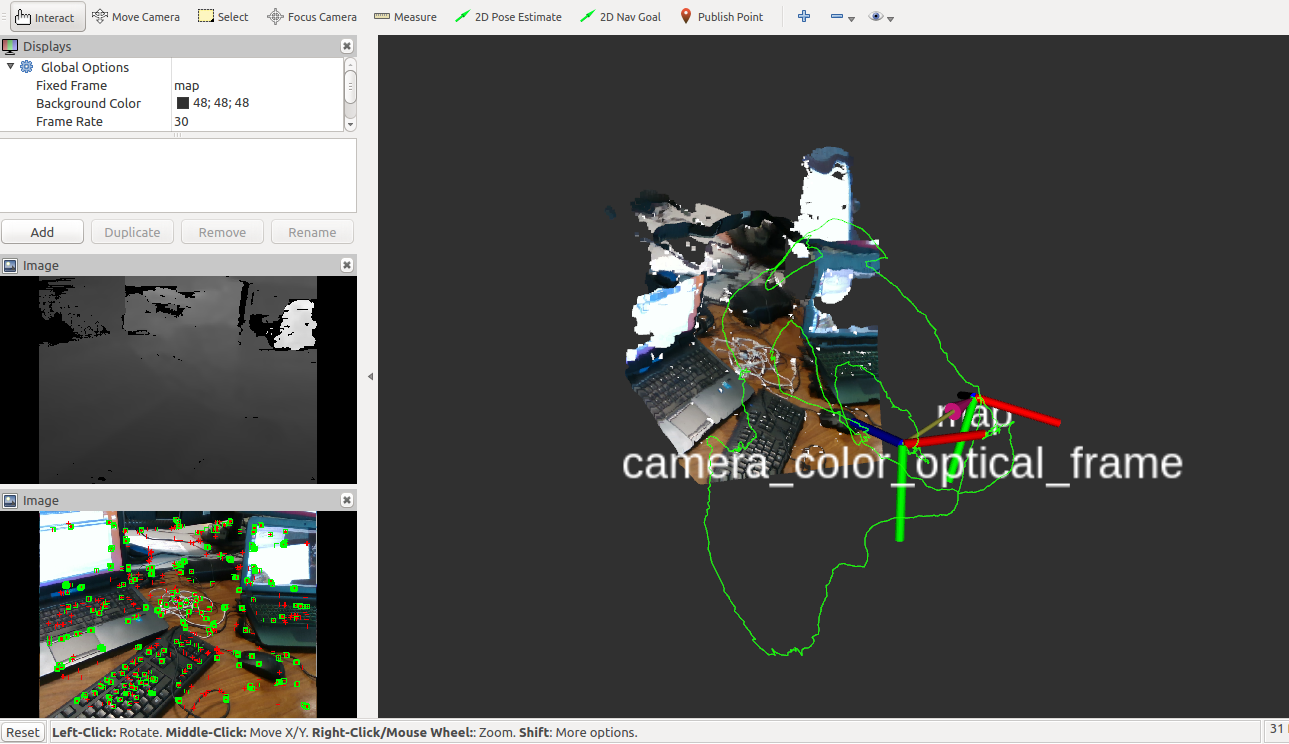 Interact Move Camera Select Focus Camera Measure 2D Pose Estimate 2D Nav Goal Publish Point
Displays
Global Options
Fixed Frame map
Background Color 48; 48; 48
Frame Rate 30
Add Duplicate Remove Rename
Image
Image
map
camera_color_optical_frame
Reset Left-Click: Rotate. Middle-Click: Move X/Y. Right-Click/Mouse Wheel:: Zoom. Shift: More options. 31